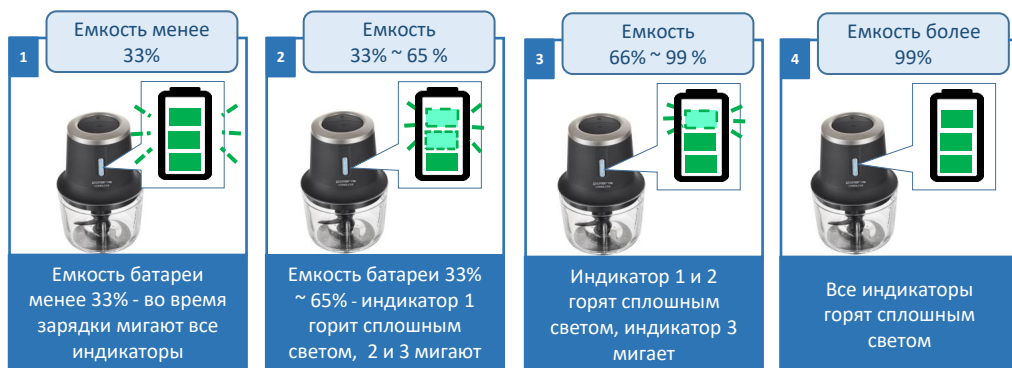 1
Емкость менее
33%
Емкость батареи
менее 33% - во время
зарядки мигают все
индикаторы
2
Емкость
33% ~ 65 %
Емкость батареи 33%
~ 65% - индикатор 1
горит сплошным
светом, 2 и 3 мигают
3
Емкость
66% ~ 99 %
Индикатор 1 и 2
горят сплошным
светом, индикатор 3
мигает
4
Емкость более
99%
Все индикаторы
горят сплошным
светом